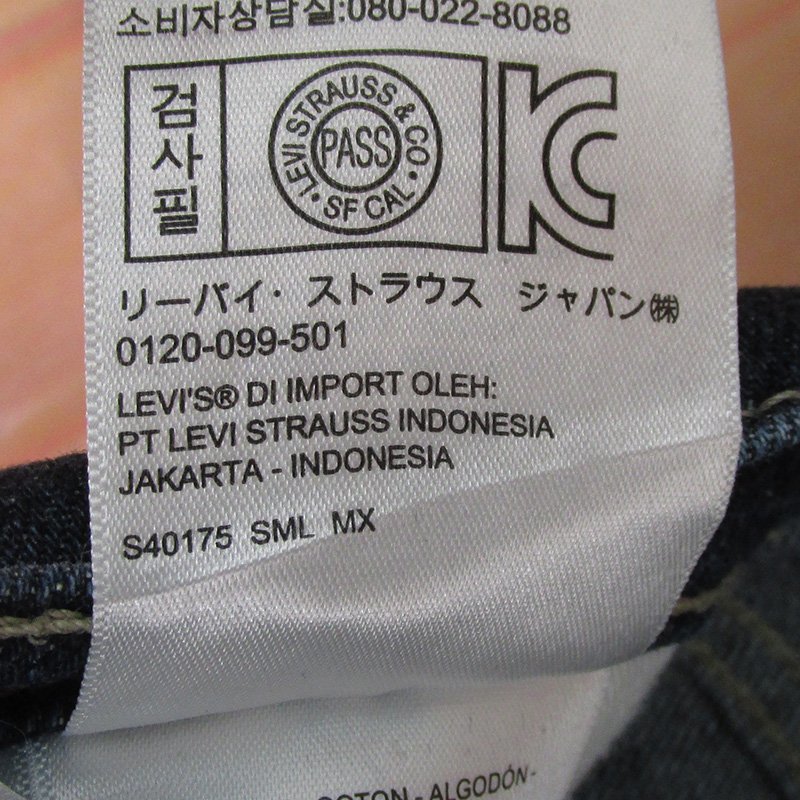 소비자상담실:080-022-8088
검사필
LEVI STRAUSS & CO · SF CAL ·
PASS
KC
リーバイ・ストラウス ジャパン㈱
0120-099-501
LEVI'S® DI IMPORT OLEH:
PT LEVI STRAUSS INDONESIA
JAKARTA - INDONESIA
S40175 SML MX
COTON - ALGODÓN -